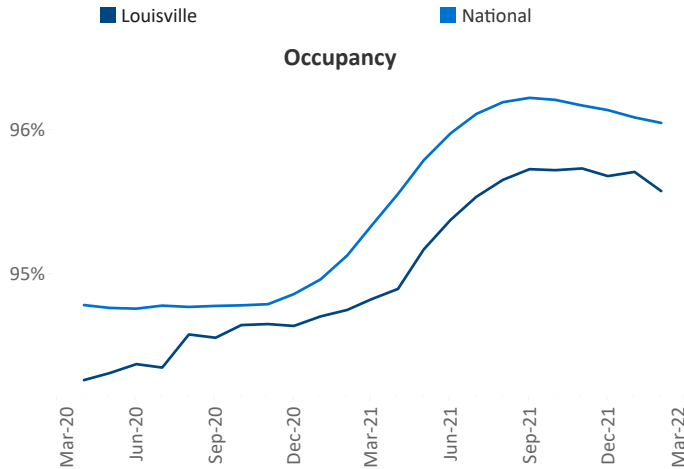 Louisville National
Occupancy
96%
95%
Mar-20 Jun-20 Sep-20 Dec-20 Mar-21 Jun-21 Sep-21 Dec-21 Mar-22